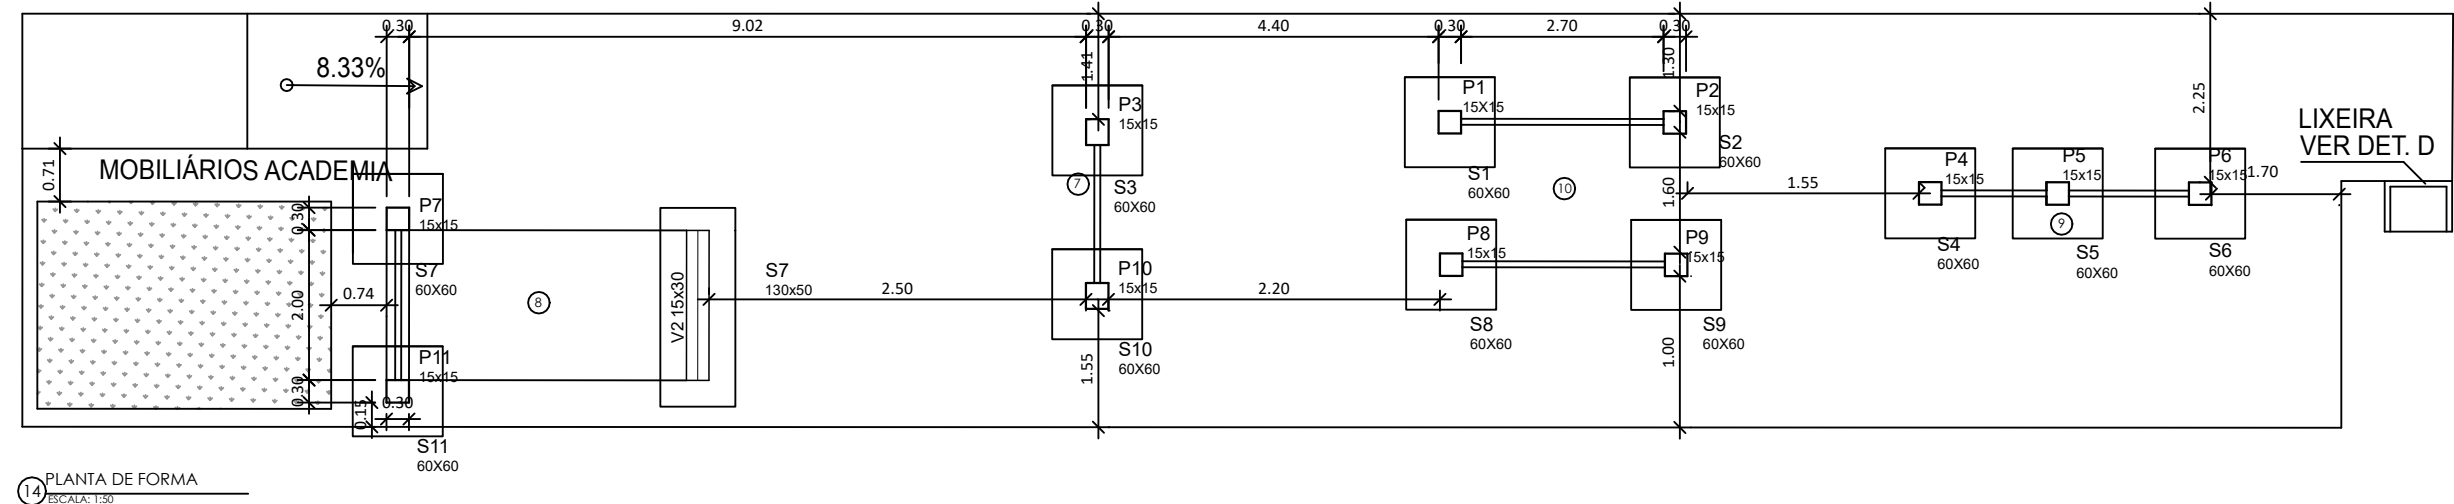 0.30
9.02
0.30
4.40
0.30
2.70
0.30
8.33%
1.41
1.30
2.25
P3
15x15
P1
15X15
P2
15x15
LIXEIRA
VER DET. D
MOBILIÁRIOS ACADEMIA
0.71
7
S3
60X60
S1
60X60
10
S2
60X60
1.60
1.55
P4
15x15
P5
15x15
P6
15x15
1.70
9
S4
60X60
S5
60X60
S6
60X60
P7
15x15
0.30
S7
60X60
0.74
2.00
8
V2 15x30
S7
130x50
2.50
P10
15x15
2.20
P8
15x15
P9
15x15
S10
60X60
S8
60X60
S9
60X60
1.55
1.00
P11
15x15
0.30
0.15
0.30
S11
60X60
14
PLANTA DE FORMA
ESCALA: 1:50